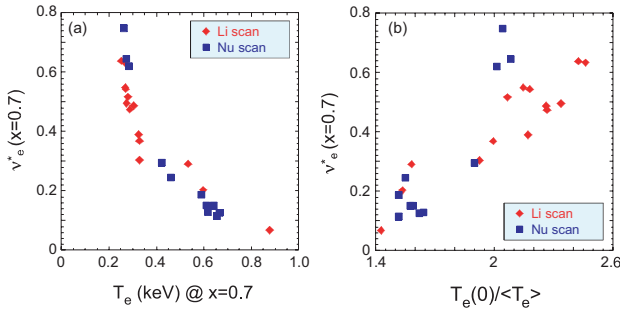 (a)
Li scan
Nu scan
ν*e (x=0.7)
0.8
0.6
0.4
0.2
0
0
0.2
0.4
0.6
0.8
1.0
Te (keV) @ x=0.7
(b)
Li scan
Nu scan
ν*e (x=0.7)
0.8
0.6
0.4
0.2
0.0
1.4
2
2.6
Te(0)/<Te>